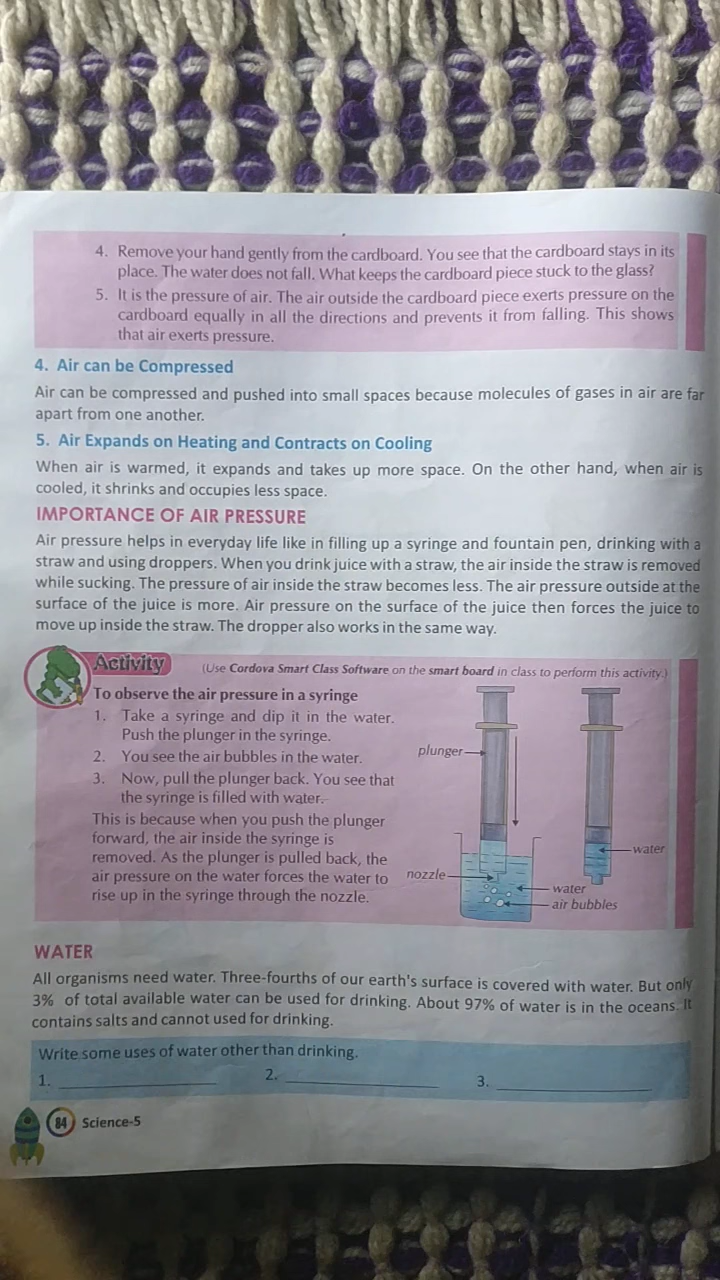 4. Remove your hand gently from the cardboard. You see that the cardboard stays in its
place. The water does not fall. What keeps the cardboard piece stuck to the glass?
5. It is the pressure of air. The air outside the cardboard piece exerts pressure on the
cardboard equally in all the directions and prevents it from falling. This shows
that air exerts pressure.
4. Air can be Compressed
Air can be compressed and pushed into small spaces because molecules of gases in air are far
apart from one another.
5. Air Expands on Heating and Contracts on Cooling
When air is warmed, it expands and takes up more space. On the other hand, when air is
cooled, it shrinks and occupies less space.
IMPORTANCE OF AIR PRESSURE
Air pressure helps in everyday life like in filling up a syringe and fountain pen, drinking with a
straw and using droppers. When you drink juice with a straw, the air inside the straw is removed
while sucking. The pressure of air inside the straw becomes less. The air pressure outside at the
surface of the juice is more. Air pressure on the surface of the juice then forces the juice to
move up inside the straw. The dropper also works in the same way.
Activity
(Use Cordova Smart Class Software on the smart board in class to perform this activity.)
To observe the air pressure in a syringe
1. Take a syringe and dip it in the water.
Push the plunger in the syringe.
2. You see the air bubbles in the water.
3. Now, pull the plunger back. You see that
the syringe is filled with water.
This is because when you push the plunger
forward, the air inside the syringe is
removed. As the plunger is pulled back, the
air pressure on the water forces the water to
rise up in the syringe through the nozzle.
plunger
water
nozzle
water
air bubbles
WATER
All organisms need water. Three-fourths of our earth's surface is covered with water. But only
3% of total available water can be used for drinking. About 97% of water is in the oceans. It
contains salts and cannot used for drinking.
Write some uses of water other than drinking.
1. 2. 3.
84 Science-5